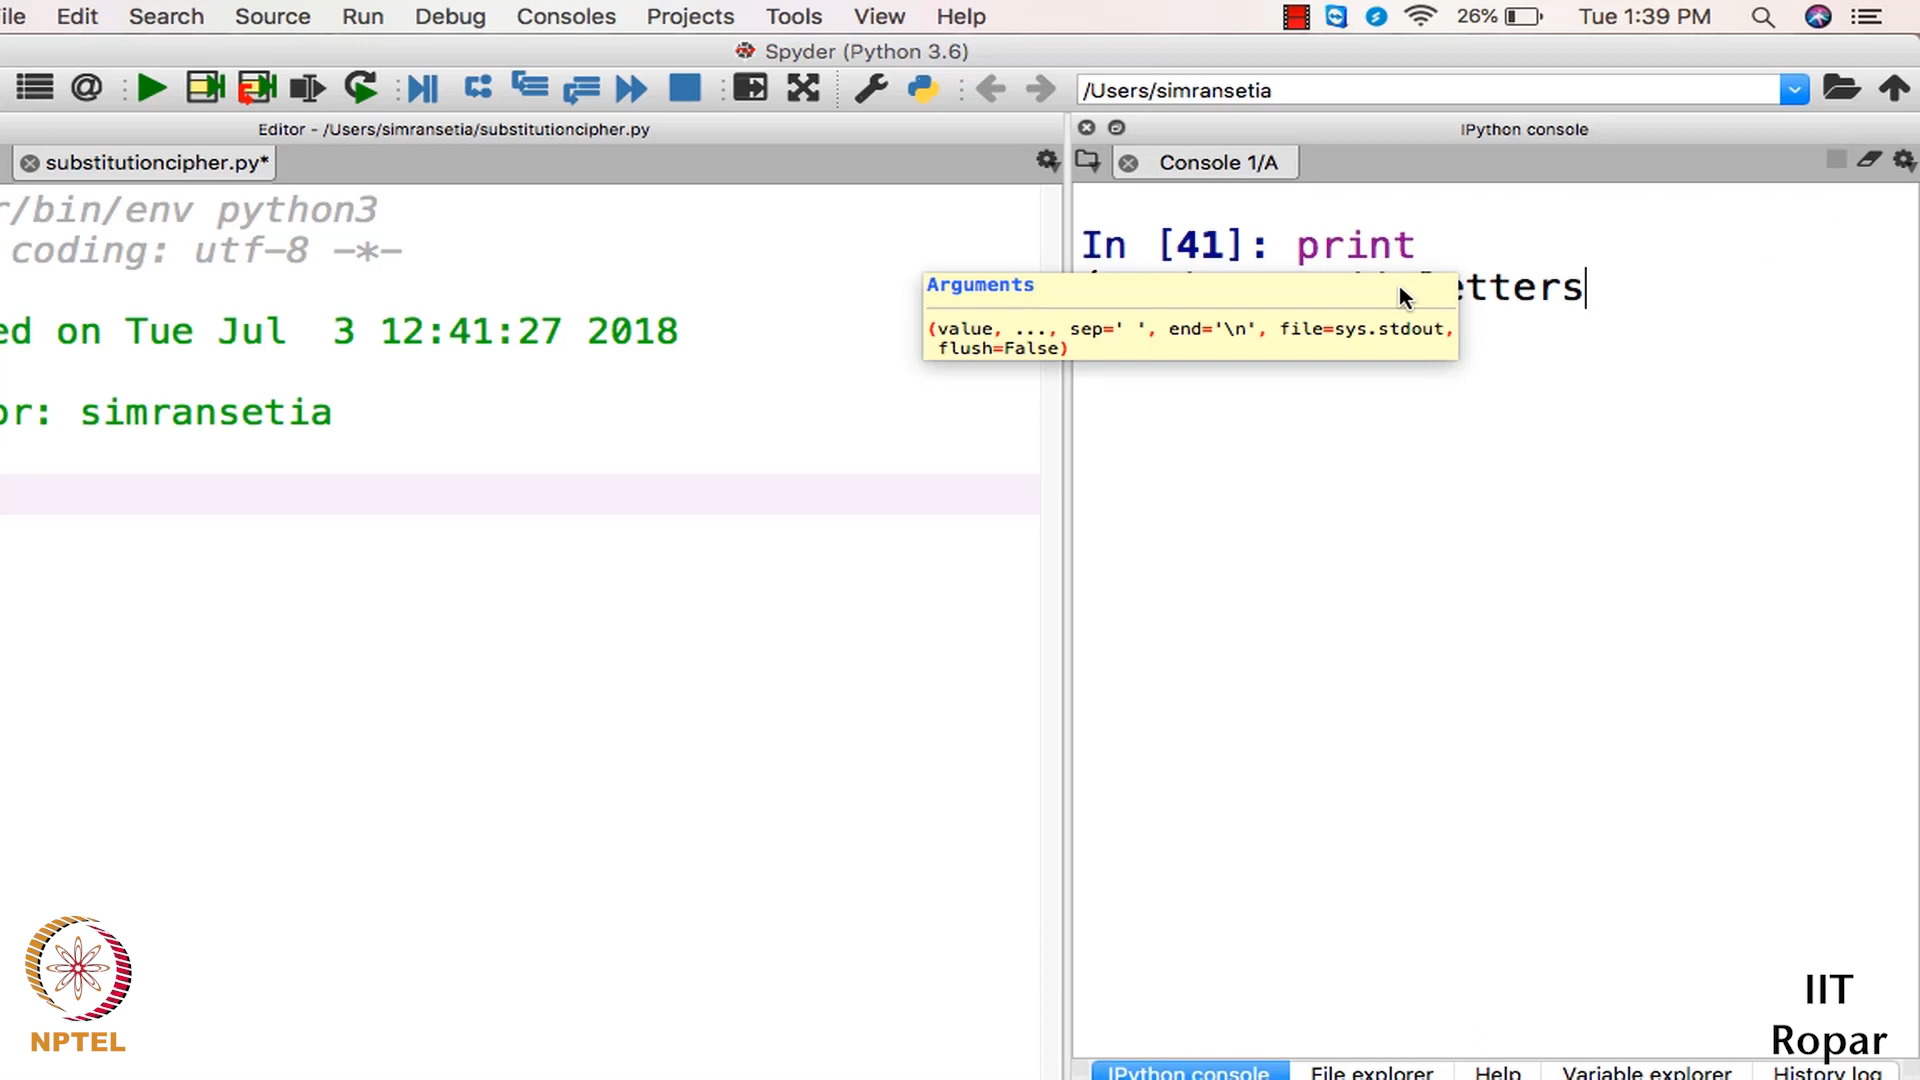 ile Edit Search Source Run Debug Consoles Projects Tools View Help 26% Tue 1:39 PM
Spyder (Python 3.6)
/Users/simransetia
Editor - /Users/simransetia/substitutioncipher.py
IPython console
substitutioncipher.py*
Console 1/A
r/bin/env python3
coding: utf-8 -*-
ed on Tue Jul 3 12:41:27 2018
or: simransetia
In [41]: print
etters
Arguments
(value, ..., sep=' ', end='\n', file=sys.stdout,
flush=False)
NPTEL
IIT
Ropar
IPython console File explorer Help Variable explorer History log